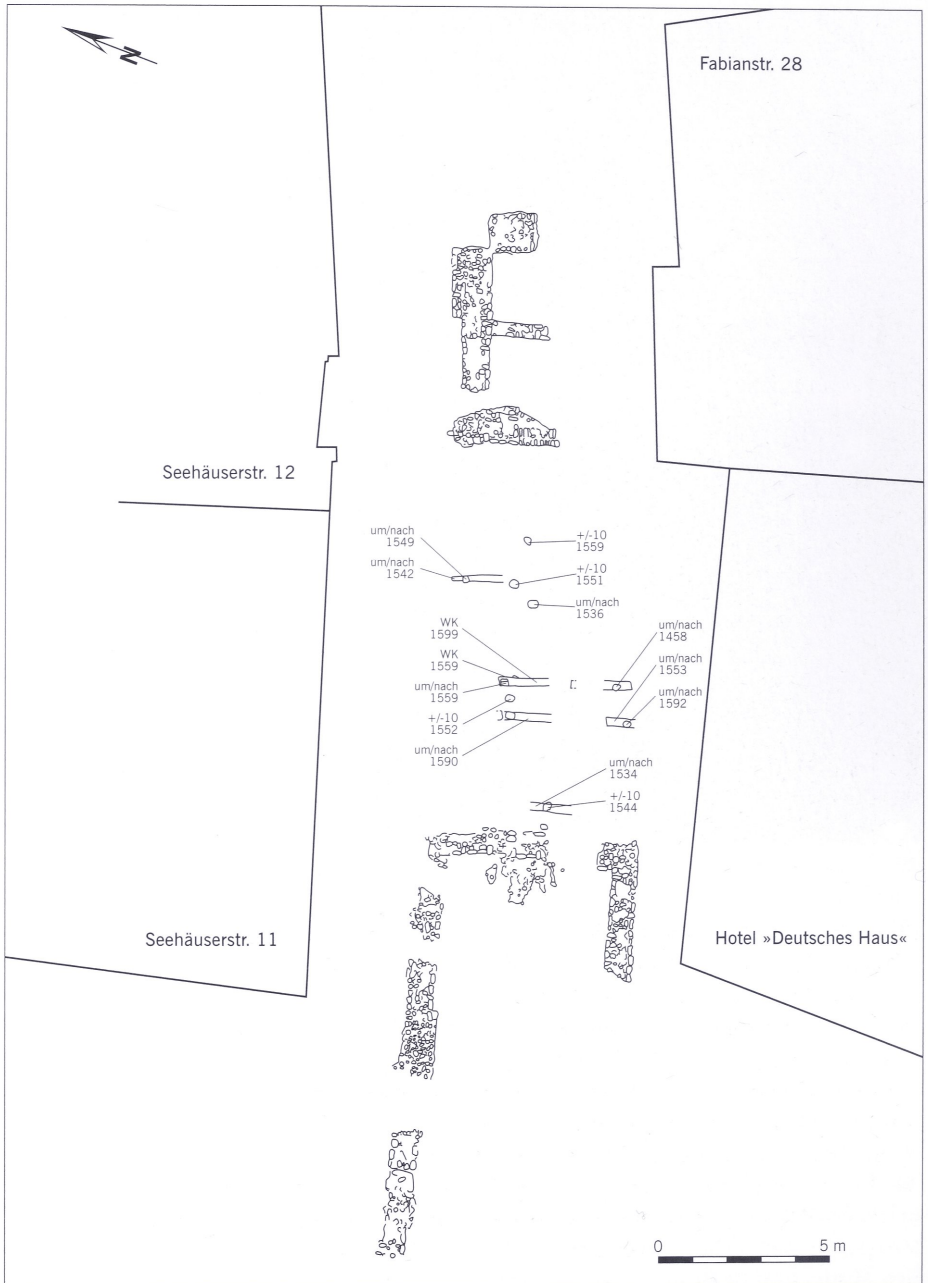 N
Fabianstr. 28
Seehäuserstr. 12
um/nach
1549
um/nach
1542
+/-10
1559
+/-10
1551
um/nach
1536
WK
1599
WK
1559
um/nach
1559
+/-10
1552
um/nach
1590
um/nach
1458
um/nach
1553
um/nach
1592
um/nach
1534
+/-10
1544
Seehäuserstr. 11
Hotel »Deutsches Haus«
0 5 m